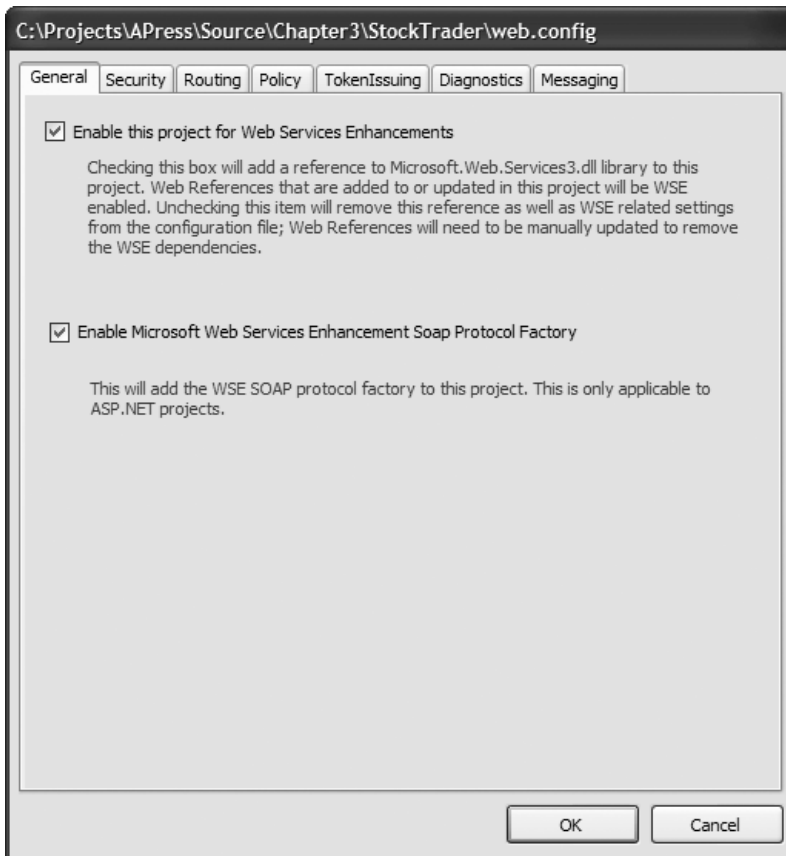 C:\Projects\APress\Source\Chapter3\StockTrader\web.config
General Security Routing Policy TokenIssuing Diagnostics Messaging
Enable this project for Web Services Enhancements
Checking this box will add a reference to Microsoft.Web.Services3.dll library to this
project. Web References that are added to or updated in this project will be WSE
enabled. Unchecking this item will remove this reference as well as WSE related settings
from the configuration file; Web References will need to be manually updated to remove
the WSE dependencies.
Enable Microsoft Web Services Enhancement Soap Protocol Factory
This will add the WSE SOAP protocol factory to this project. This is only applicable to
ASP.NET projects.
OK Cancel